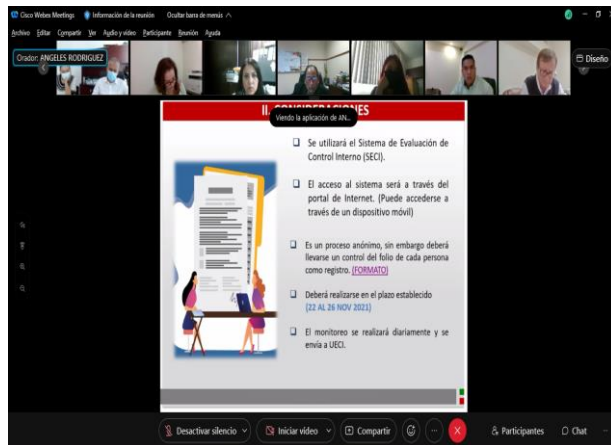 Cisco Webex Meetings
Información de la reunión
Ocultar barra de menús
Archivo Editar Compartir Ver Audio y video Participante Reunión Ayuda
Orador: ANGELES RODRIGUEZ
Diseño
II. CONSIDERACIONES
Viendo la aplicación de AN...
Se utilizará el Sistema de Evaluación de
Control Interno (SECI).
El acceso al sistema será a través del
portal de Internet. (Puede accederse a
través de un dispositivo móvil)
Es un proceso anónimo, sin embargo deberá
llevarse un control del folio de cada persona
como registro. (FORMATO)
Deberá realizarse en el plazo establecido
(22 AL 26 NOV 2021)
El monitoreo se realizará diariamente y se
envía a UECI.
Desactivar silencio
Iniciar video
Compartir
Participantes
Chat